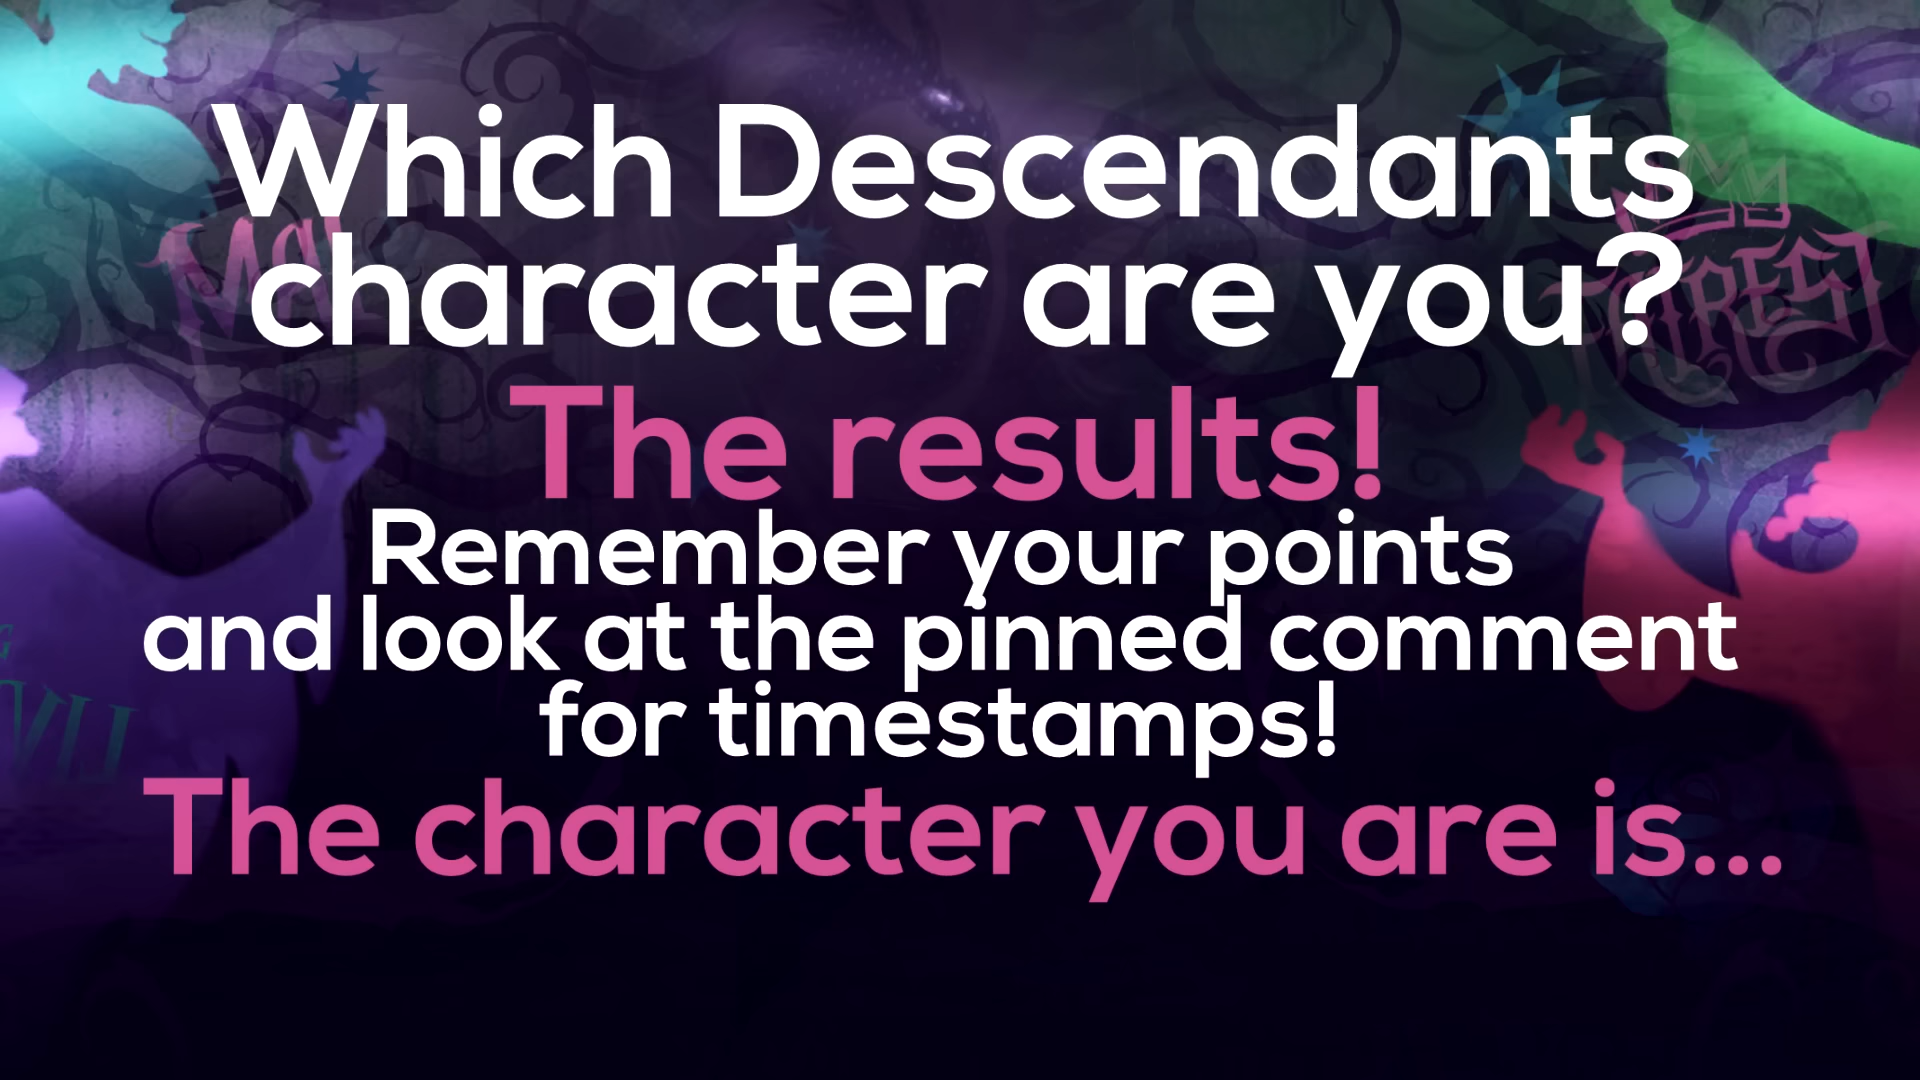 Which Descendants
character are you?
The results!
Remember your points
and look at the pinned comment
for timestamps!
The character you are is...
Mal